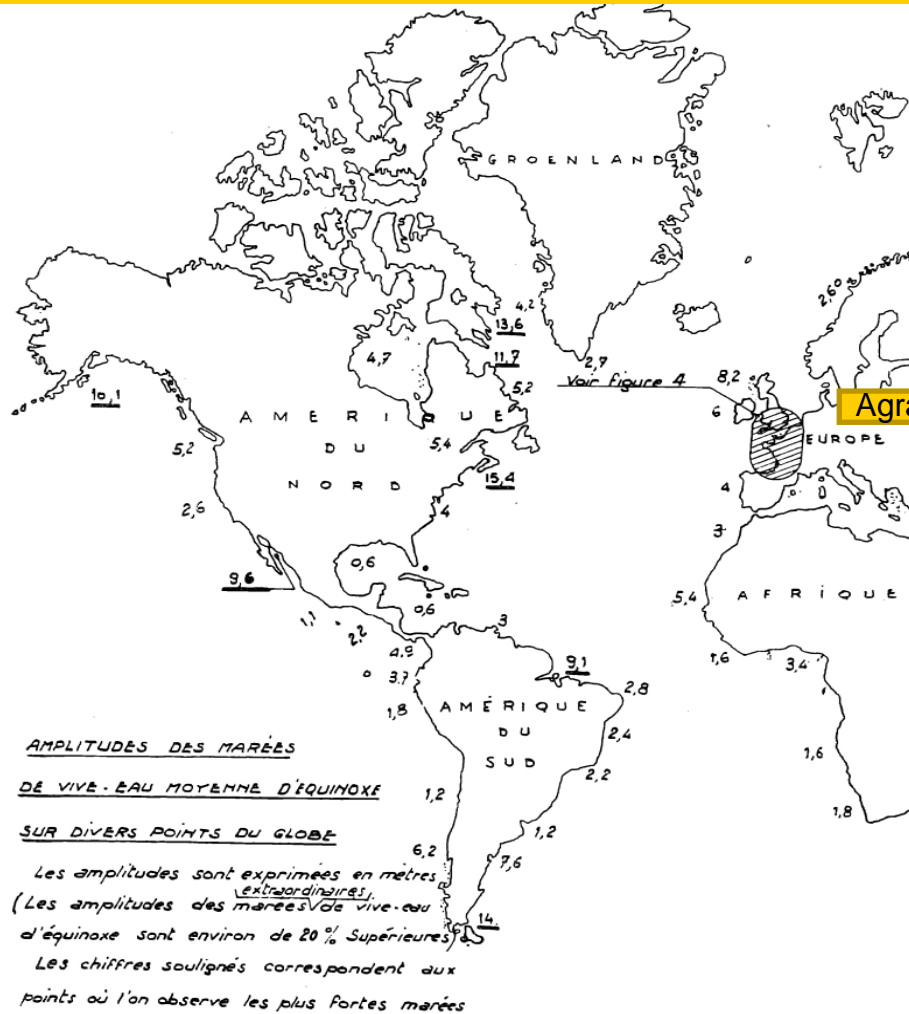 GROENLAND
4,2
13,6
11,7
4,7
2,7
2,6
5,2
Voir figure 4
8,2
10,1
6
Agra
AMERIQUE
DU
NORD
5,4
EUROPE
5,2
15,4
4
2,6
4
3
0,6
9,6
0,6
5,4
AFRIQUE
1,1
2,2
3
4,9
9,1
1,6
3,4
3,7
2,8
1,8
AMÉRIQUE
DU
SUD
2,4
2,2
1,6
1,2
1,2
1,8
6,2
7,6
14
AMPLITUDES DES MARÉES
DE VIVE-EAU MOYENNE D'ÉQUINOXE
SUR DIVERS POINTS DU GLOBE
Les amplitudes sont exprimées en mètres
extraordinaires
(Les amplitudes des marées de vive-eau
d'équinoxe sont environ de 20 % Supérieures)
Les chiffres soulignés correspondent aux
points où l'on observe les plus fortes marées